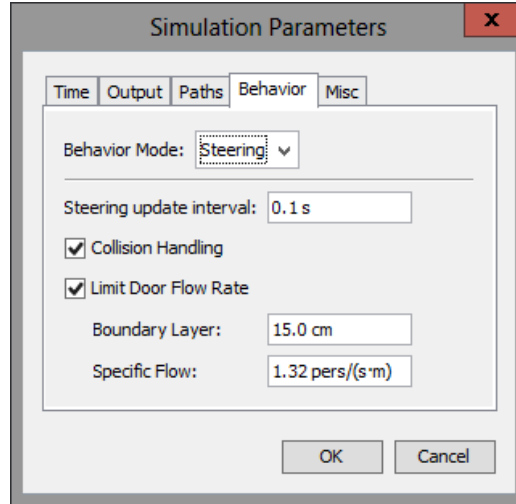 Simulation Parameters x
Time Output Paths Behavior Misc
Behavior Mode: Steering
Steering update interval: 0.1 s
Collision Handling
Limit Door Flow Rate
Boundary Layer: 15.0 cm
Specific Flow: 1.32 pers/(s·m)
OK Cancel